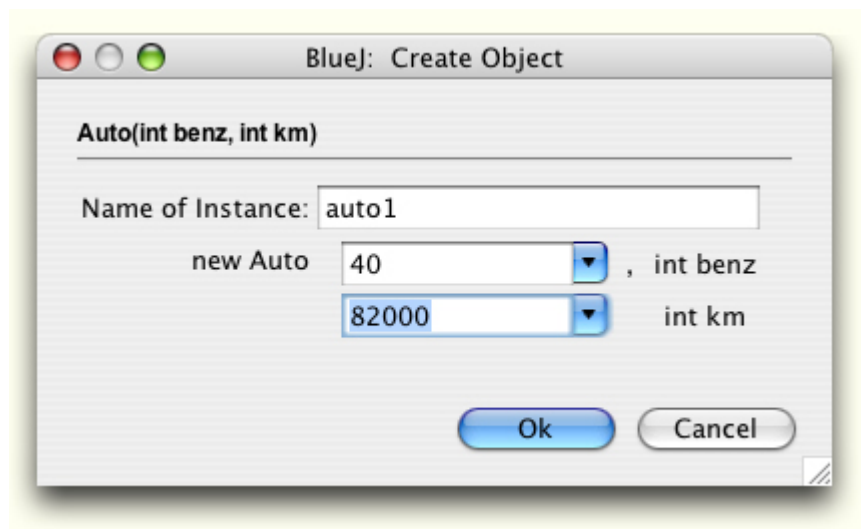 BlueJ: Create Object
Auto(int benz, int km)
Name of Instance: auto1
new Auto 40 , int benz
82000 int km
Ok Cancel